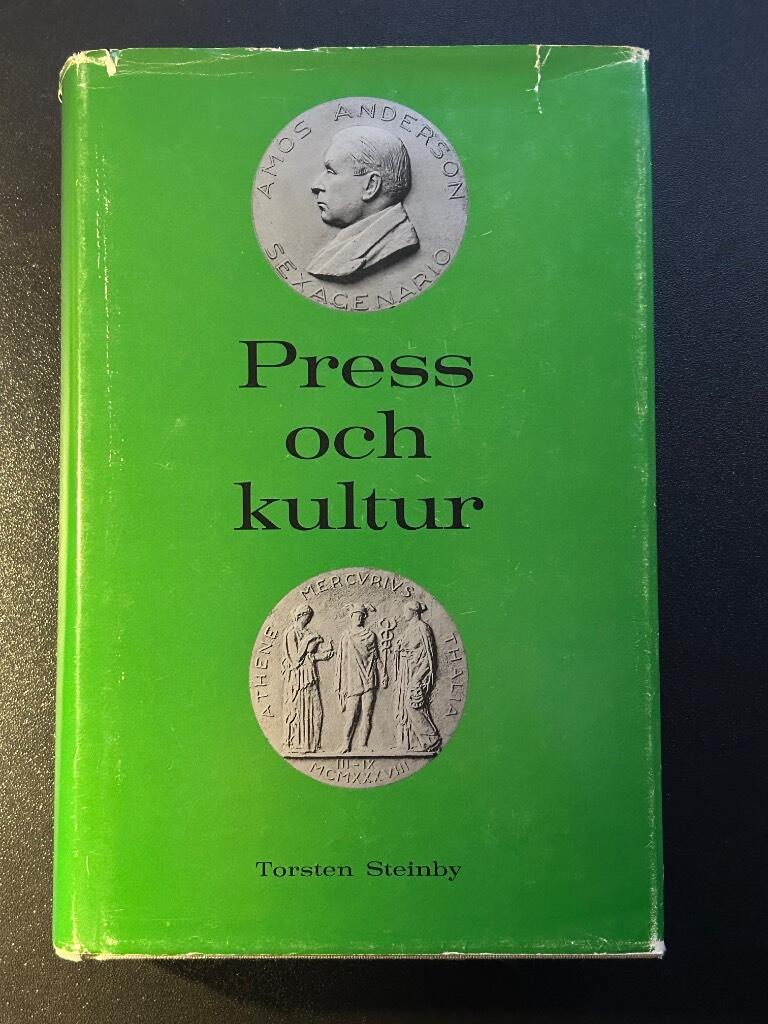 AMOS ANDERSON
SEXAGENARIO
Press
och
kultur
ATHENE MERCVRIVS THALIA
III-IX
MCMXXXVIII
Torsten Steinby